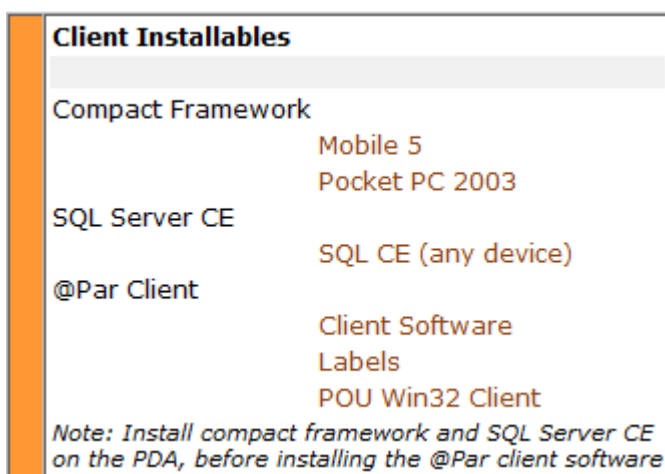 Client Installables
Compact Framework
Mobile 5
Pocket PC 2003
SQL Server CE
SQL CE (any device)
@Par Client
Client Software
Labels
POU Win32 Client
Note: Install compact framework and SQL Server CE
on the PDA, before installing the @Par client software